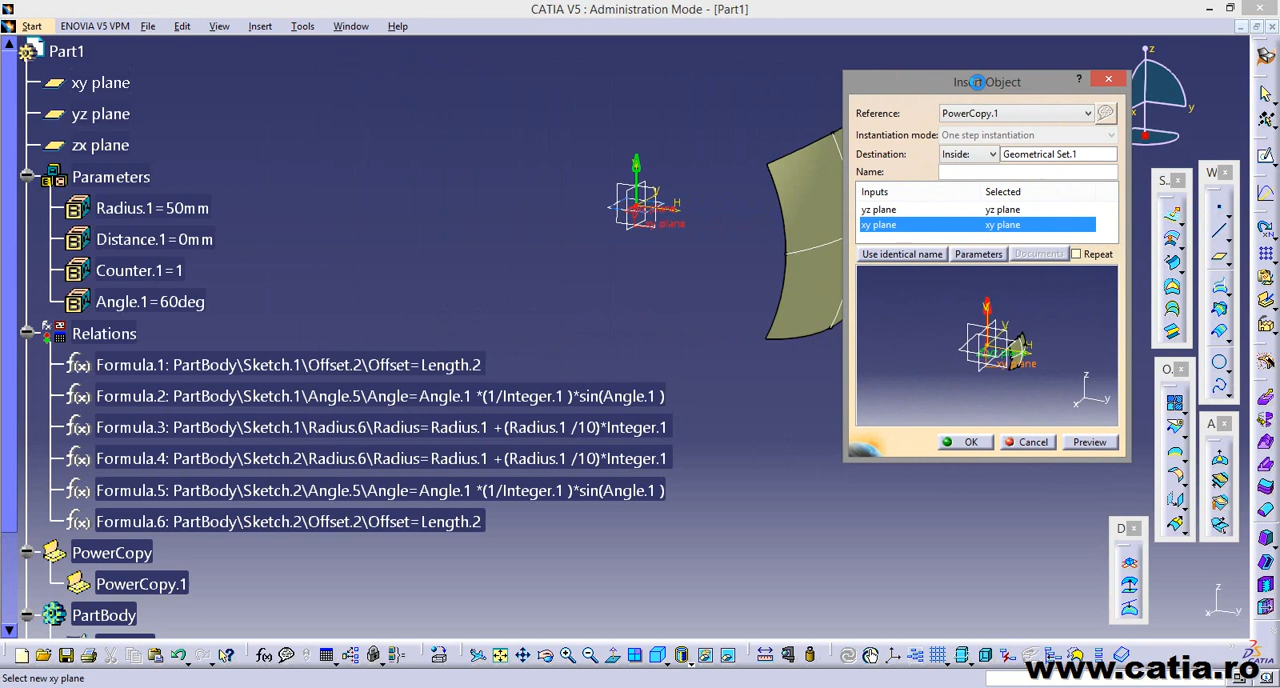 CATIA V5 : Administration Mode - [Part1]
Start ENOVIA V5 VPM File Edit Insert View Tools Window Help
Part1
xy plane
yz plane
zx plane
Parameters
Radius.1=50mm
Distance.1=0mm
Counter.1=1
Angle.1=60deg
Relations
Formula.1: PartBody\Sketch.1\Offset.2\Offset=Length.2
Formula.2: PartBody\Sketch.1\Angle.5\Angle=Angle.1 *(1/Integer.1 )*sin(Angle.1 )
Formula.3: PartBody\Sketch.1\Radius.6\Radius=Radius.1 +(Radius.1 /10)*Integer.1
Formula.4: PartBody\Sketch.2\Radius.6\Radius=Radius.1 +(Radius.1 /10)*Integer.1
Formula.5: PartBody\Sketch.2\Angle.5\Angle=Angle.1 *(1/Integer.1 )*sin(Angle.1 )
Formula.6: PartBody\Sketch.2\Offset.2\Offset=Length.2
PowerCopy
PowerCopy.1
PartBody
y
H
plane
Insert Object ?
Reference: PowerCopy.1
Instantiation mode: One step instantiation
Destination: Inside: Geometrical Set.1
Name:
Inputs Selected
yz plane yz plane
xy plane xy plane
Use identical name Parameters Documents Repeat
V
y
H
plane
z
x y
OK Cancel Preview
z
y
x
S... x
W x
O. x
A x
D x
z
x y
Select new xy plane
www.catia.ro